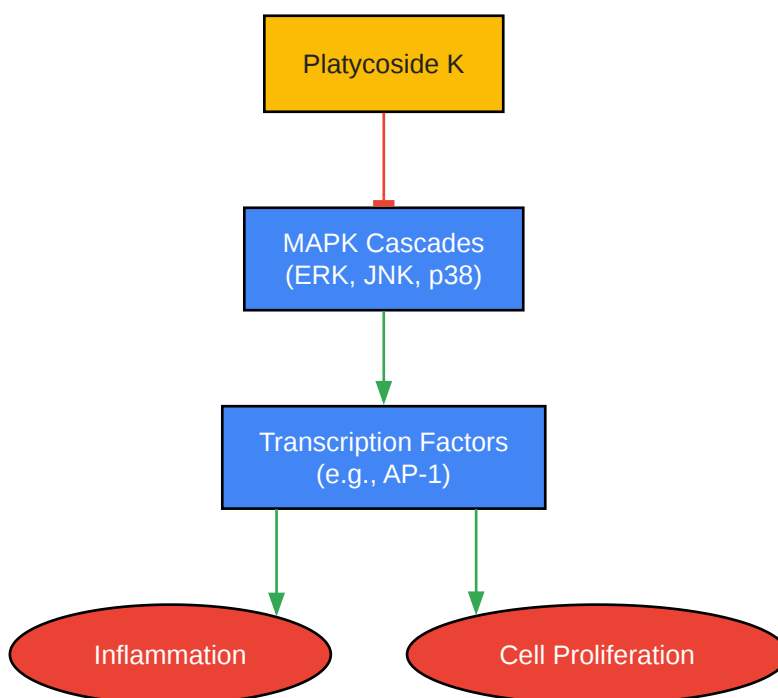 Platycoside K
MAPK Cascades
(ERK, JNK, p38)
Transcription Factors
(e.g., AP-1)
Inflammation
Cell Proliferation